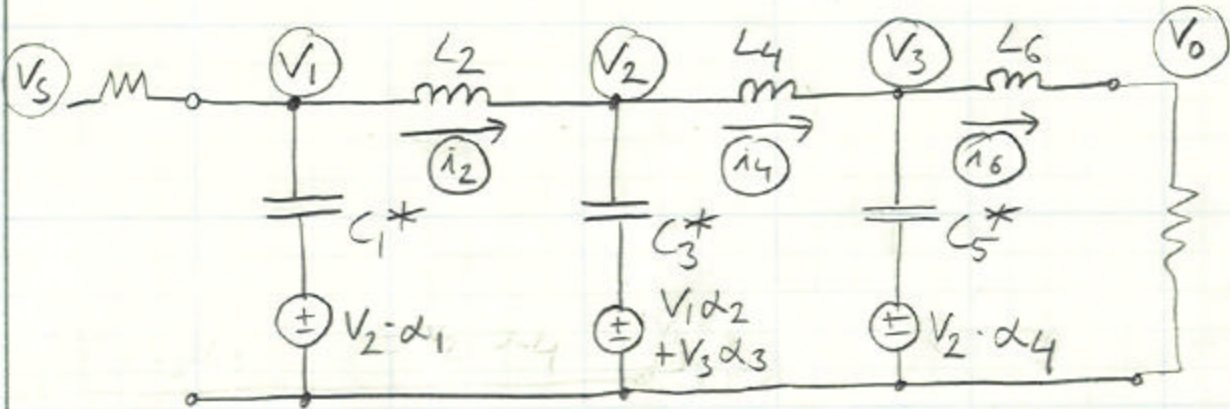 Vs
V1
L2
V2
L4
V3
L6
Vo
i2
i4
i6
C1*
C3*
C5*
±
V2·α1
±
V1α2
+V3α3
±
V2·α4